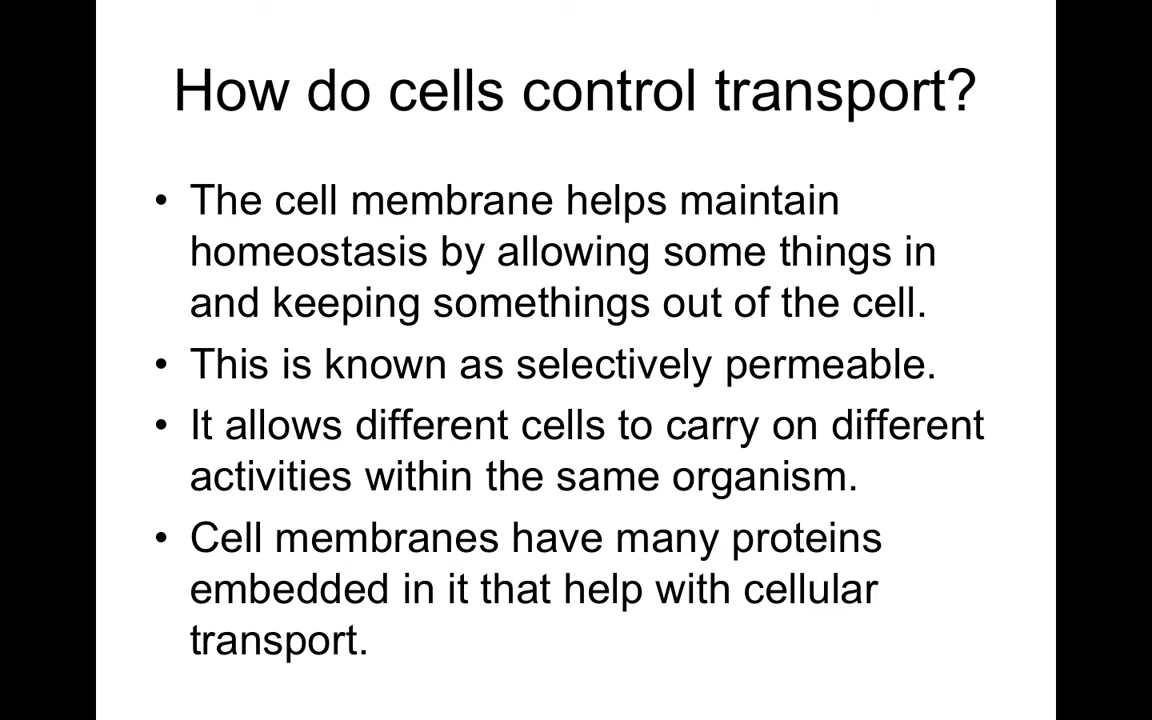 How do cells control transport?
• The cell membrane helps maintain
homeostasis by allowing some things in
and keeping somethings out of the cell.
• This is known as selectively permeable.
• It allows different cells to carry on different
activities within the same organism.
• Cell membranes have many proteins
embedded in it that help with cellular
transport.